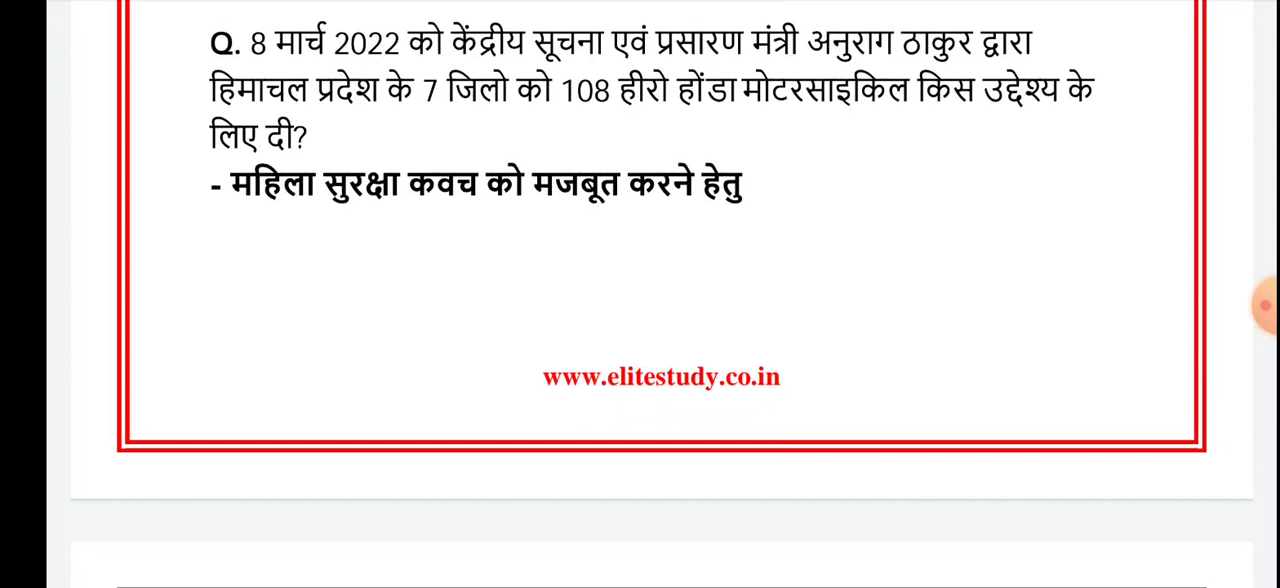 Q. 8 मार्च 2022 को केंद्रीय सूचना एवं प्रसारण मंत्री अनुराग ठाकुर द्वारा
हिमाचल प्रदेश के 7 जिलो को 108 हीरो होंडा मोटरसाइकिल किस उद्देश्य के
लिए दी?
- महिला सुरक्षा कवच को मजबूत करने हेतु
www.elitestudy.co.in